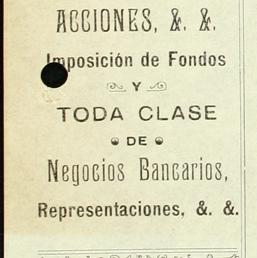 ACCIONES, &. &.
Imposición de Fondos
Y
TODA CLASE
DE
Negocios Bancarios,
Representaciones, &. &.